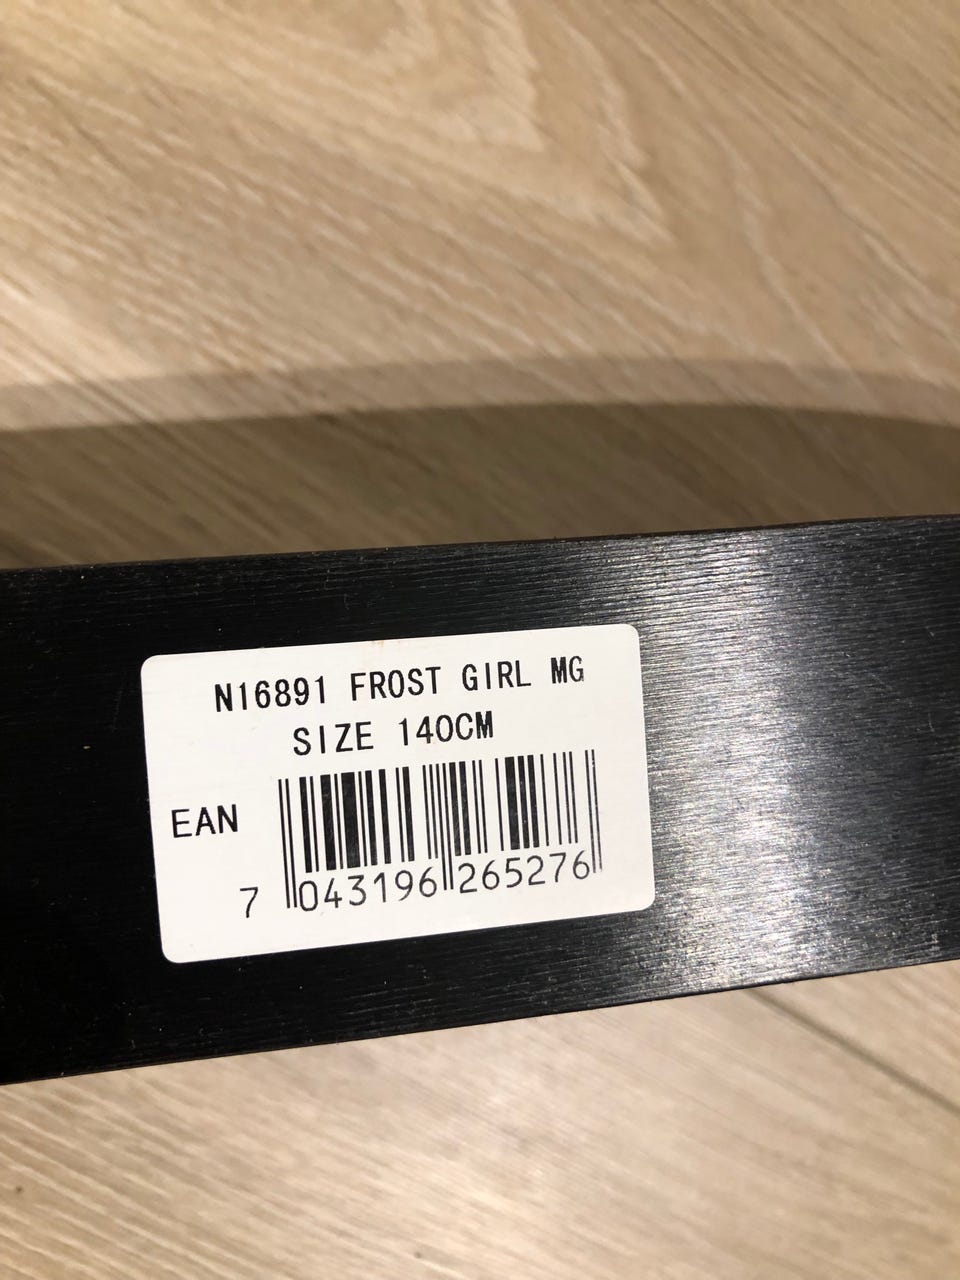 N16891 FROST GIRL MG
SIZE 140CM
EAN
7 043196 265276